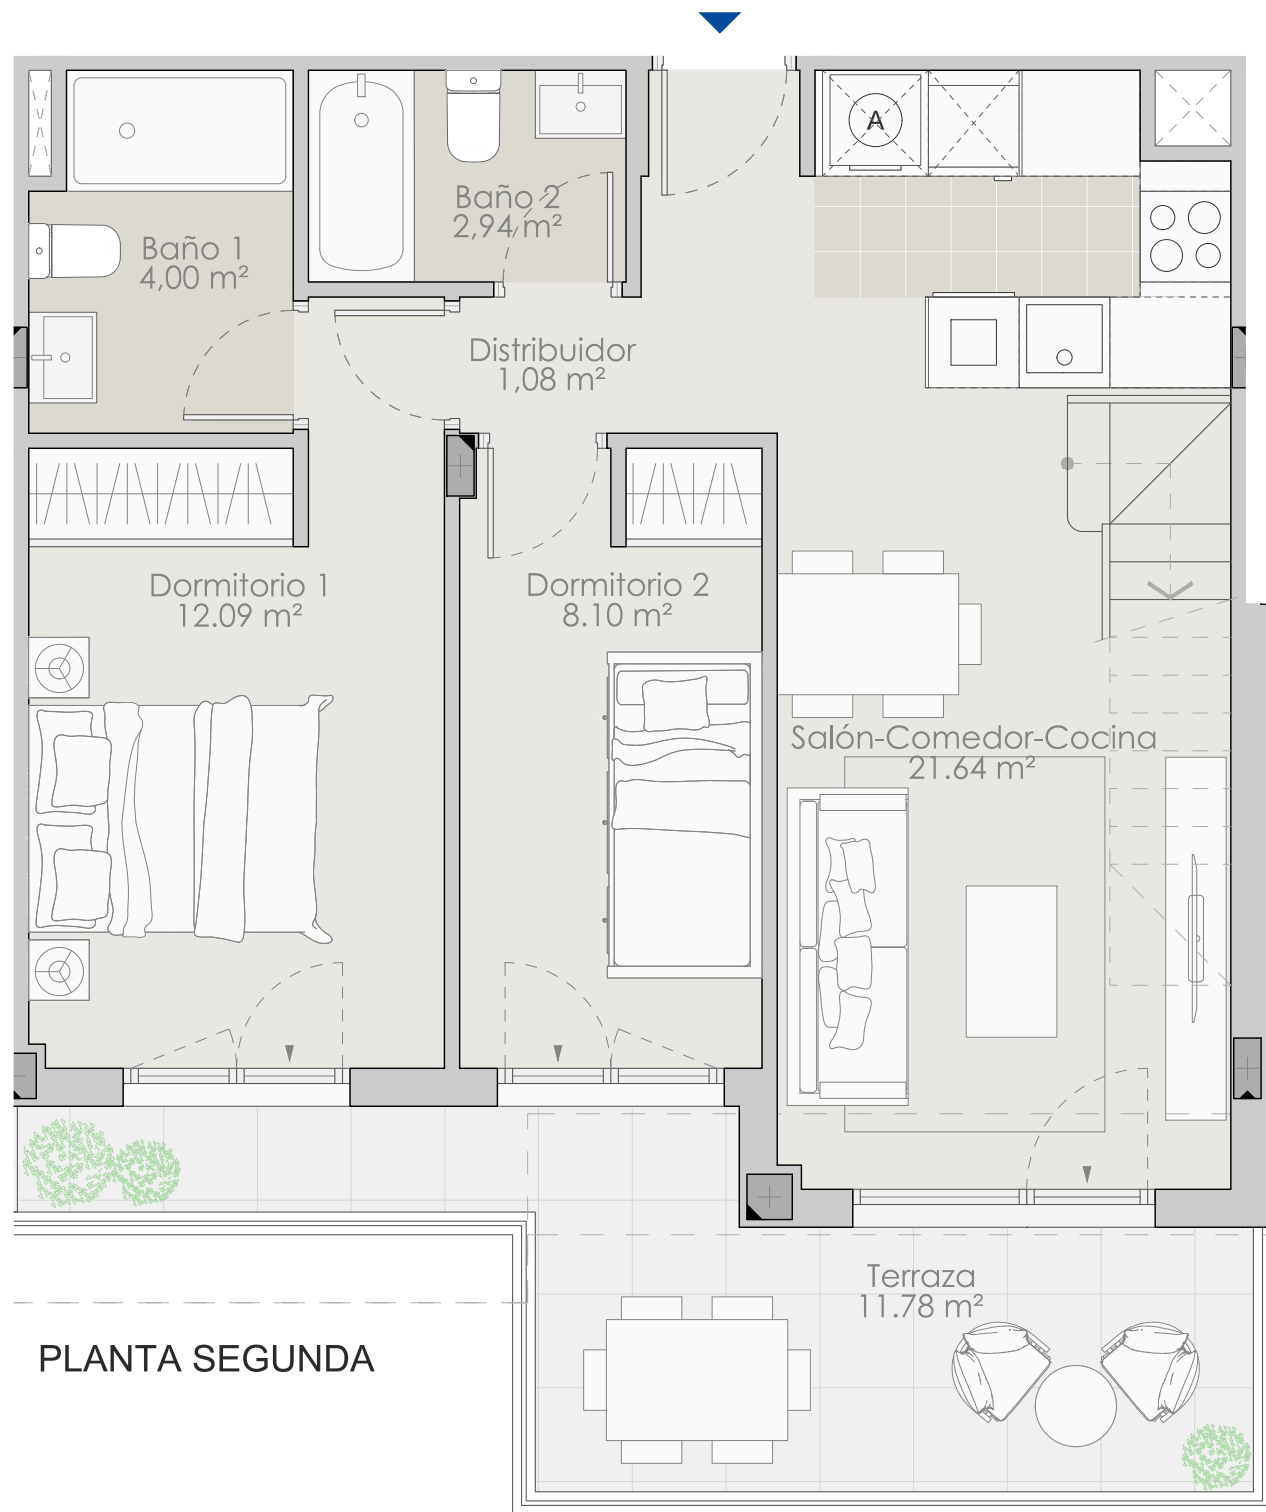 A
Baño 2
2,94 m²
Baño 1
4,00 m²
Distribuidor
1,08 m²
Dormitorio 1
12.09 m²
Dormitorio 2
8.10 m²
Salón-Comedor-Cocina
21.64 m²
Terraza
11.78 m²
PLANTA SEGUNDA